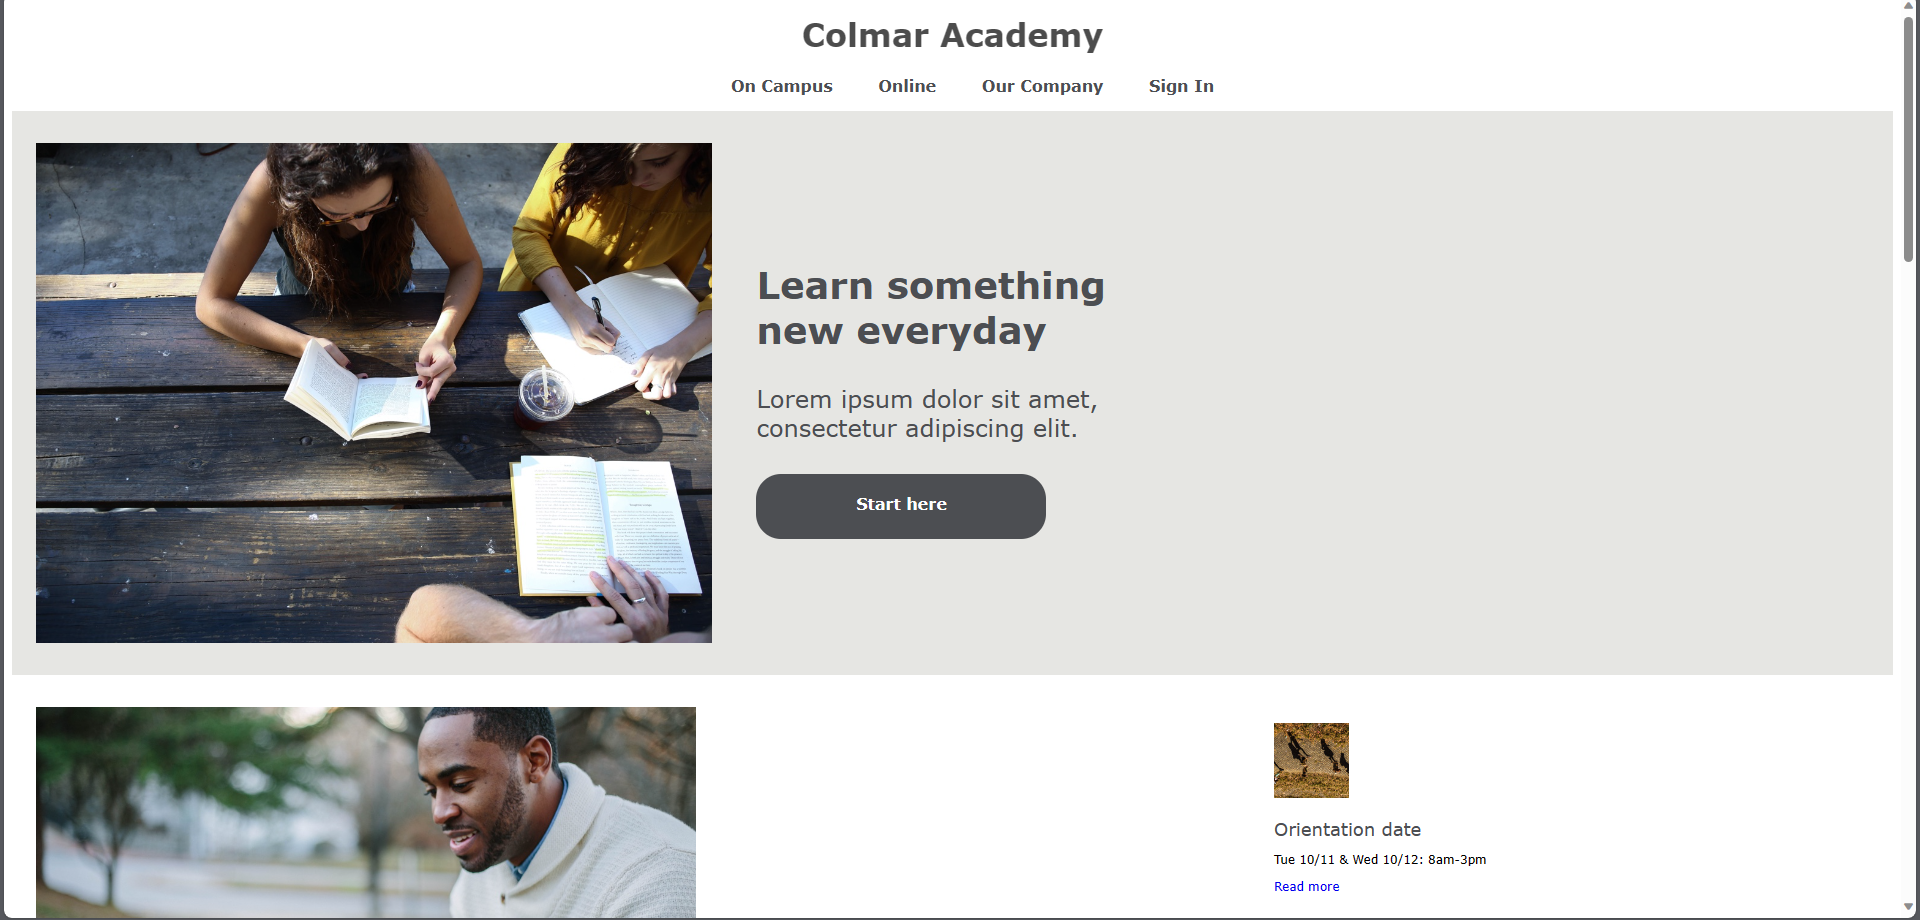 Colmar Academy
On Campus Online Our Company Sign In
Learn something
new everyday
Lorem ipsum dolor sit amet,
consectetur adipiscing elit.
Start here
Orientation date
Tue 10/11 & Wed 10/12: 8am-3pm
Read more